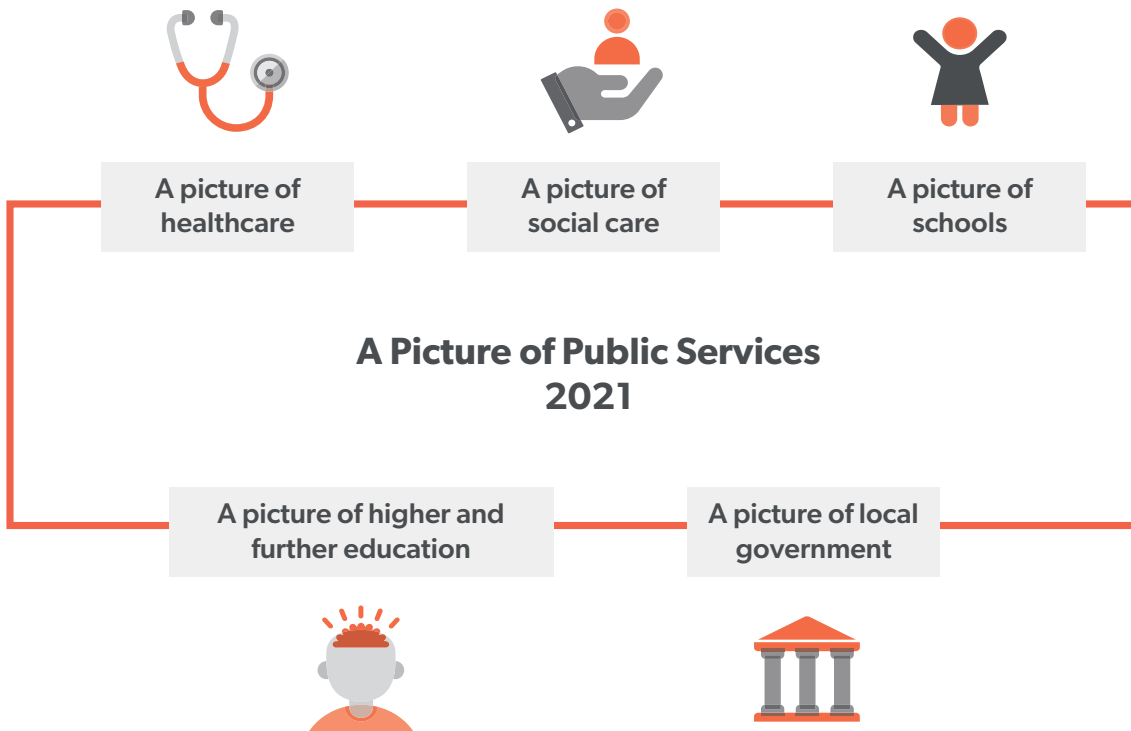 A picture of
healthcare
A picture of
social care
A picture of
schools
A Picture of Public Services
2021
A picture of higher and
further education
A picture of local
government